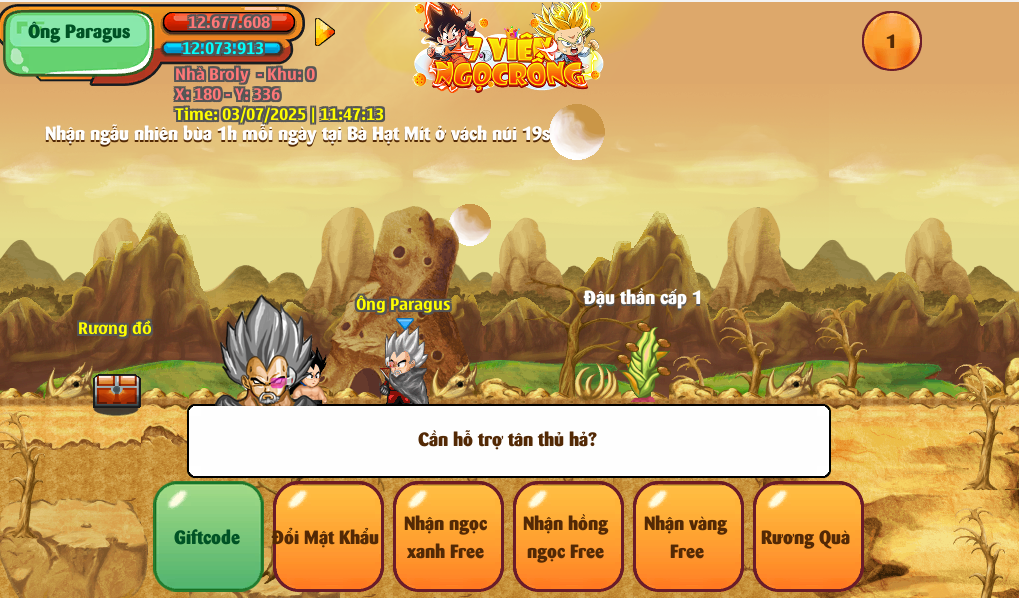 Ông Paragus
12.677.608
12.073.913
Nhà Broly - Khu: 0
X: 180 - Y: 336
Time: 03/07/2025 | 11:47:13
Nhận ngẫu nhiên bùa 1h mỗi ngày tại Bà Hạt Mít ở vách núi 19s
7 VIÊN
NGỌC RỒNG
1
Đậu thần cấp 1
Ông Paragus
Rương đồ
Cần hỗ trợ tân thủ hả?
Giftcode
Đổi Mật Khẩu
Nhận ngọc
xanh Free
Nhận hồng
ngọc Free
Nhận vàng
Free
Rương Quà